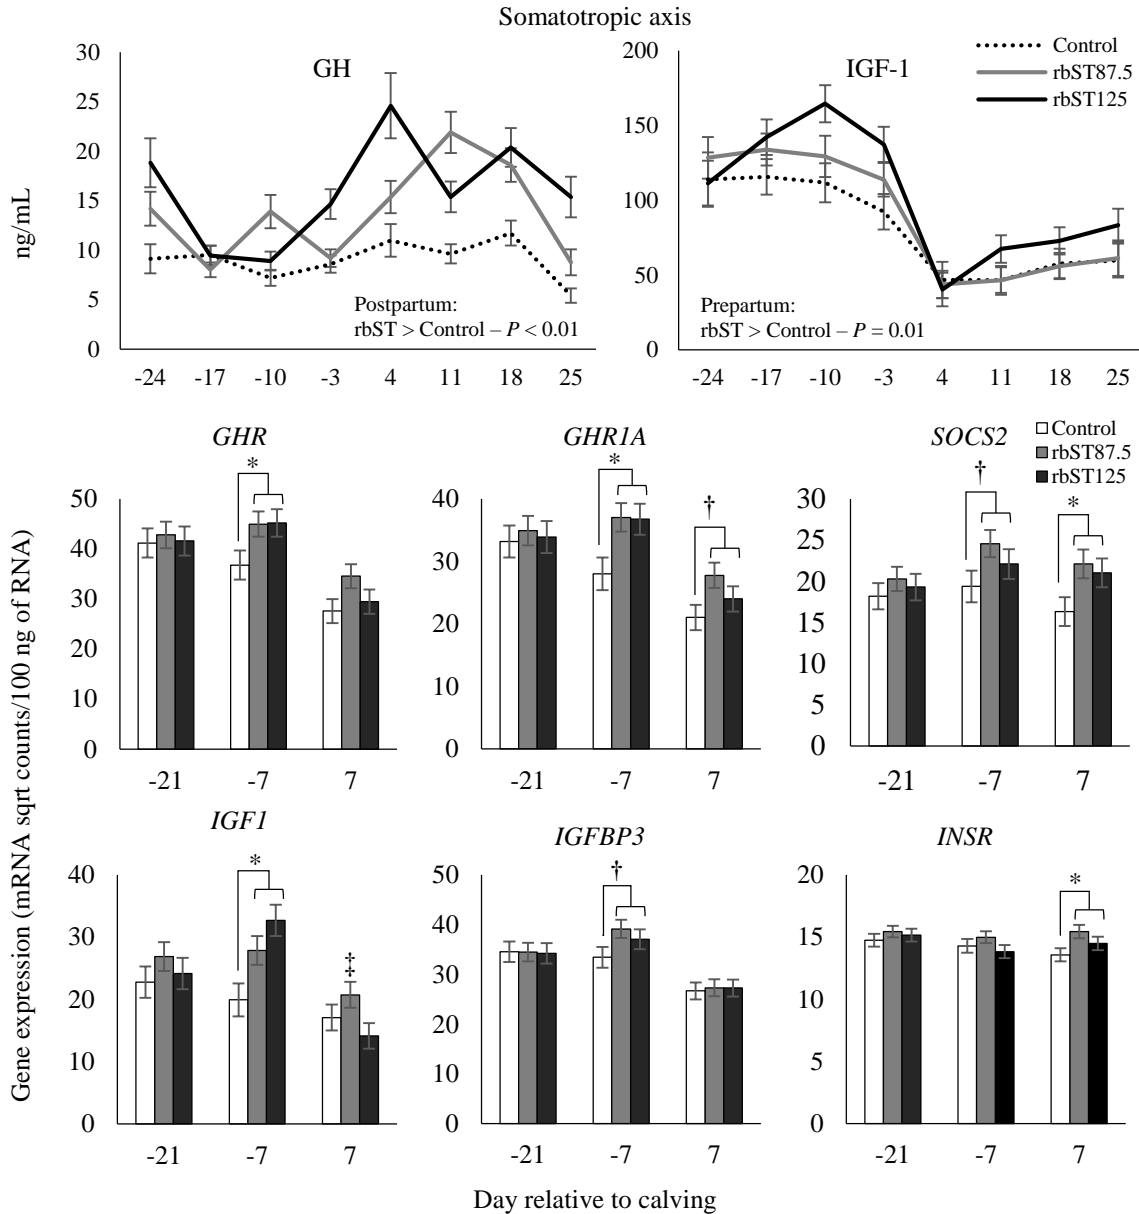 Somatotropic axis
GH
30
25
20
15
10
5
0
ng/mL
Postpartum:
rbST > Control – P < 0.01
-24 -17 -10 -3 4 11 18 25
IGF-1
200
150
100
50
0
Control
rbST87.5
rbST125
Prepartum:
rbST > Control – P = 0.01
-24 -17 -10 -3 4 11 18 25
Gene expression (mRNA sqrt counts/100 ng of RNA)
GHR
*
50
40
30
20
10
0
-21 -7 7
GHR1A
*
†
40
30
20
10
0
-21 -7 7
SOCS2
Control
rbST87.5
rbST125
†
*
30
25
20
15
10
5
0
-21 -7 7
IGF1
*
‡
40
30
20
10
0
-21 -7 7
IGFBP3
†
50
40
30
20
10
0
-21 -7 7
INSR
*
20
15
10
5
0
-21 -7 7
Day relative to calving